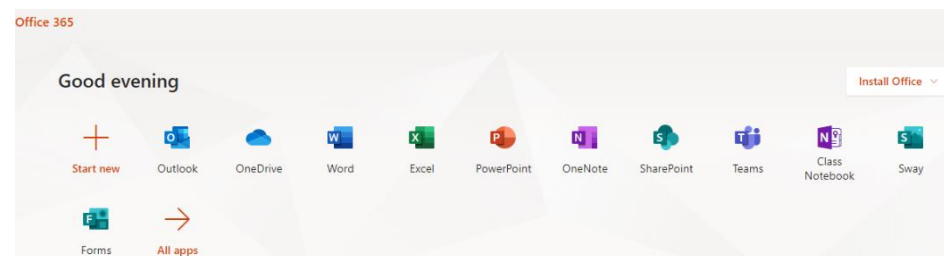 Office 365
Good evening
Install Office
Start new
Outlook
OneDrive
Word
Excel
PowerPoint
OneNote
SharePoint
Teams
Class
Notebook
Sway
Forms
All apps